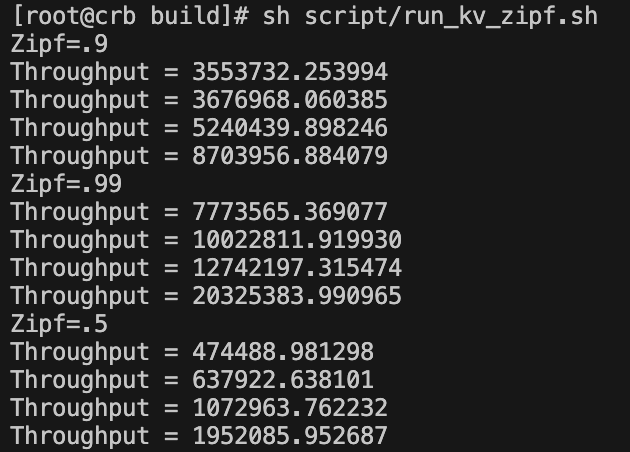 [root@crb build]# sh script/run_kv_zipf.sh
Zipf=.9
Throughput = 3553732.253994
Throughput = 3676968.060385
Throughput = 5240439.898246
Throughput = 8703956.884079
Zipf=.99
Throughput = 7773565.369077
Throughput = 10022811.919930
Throughput = 12742197.315474
Throughput = 20325383.990965
Zipf=.5
Throughput = 474488.981298
Throughput = 637922.638101
Throughput = 1072963.762232
Throughput = 1952085.952687